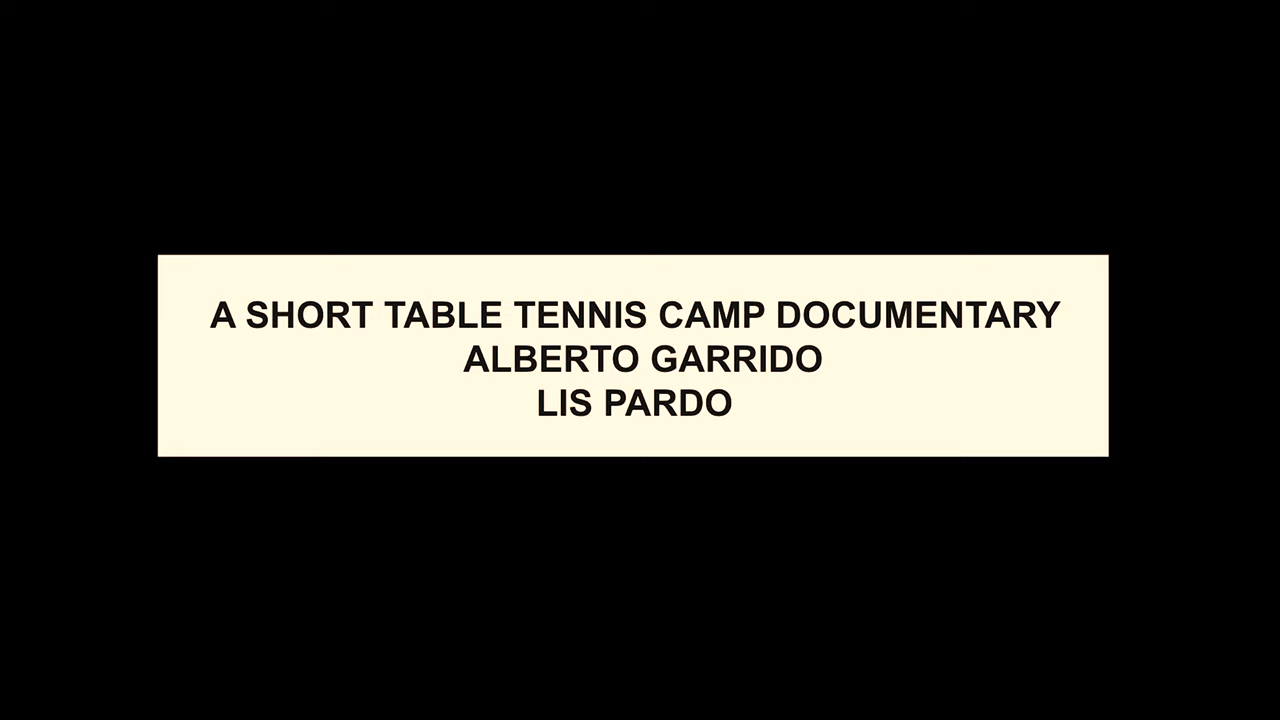 A SHORT TABLE TENNIS CAMP DOCUMENTARY
ALBERTO GARRIDO
LIS PARDO